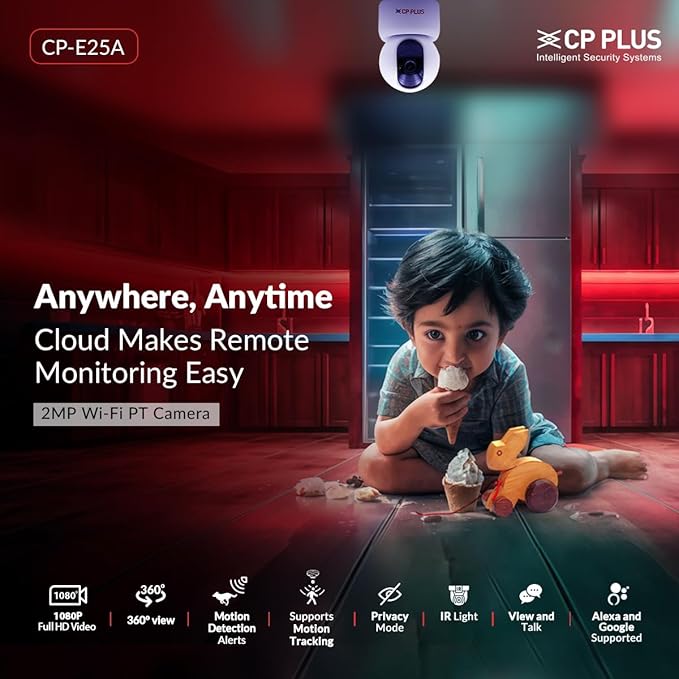 CP-E25A
CP PLUS
CP PLUS
Intelligent Security Systems
Anywhere, Anytime
Cloud Makes Remote
Monitoring Easy
2MP Wi-Fi PT Camera
1080P
1080P
Full HD Video
360°
360° view
Motion
Detection
Alerts
Supports
Motion
Tracking
Privacy
Mode
IR Light
View and
Talk
Alexa and
Google
Supported